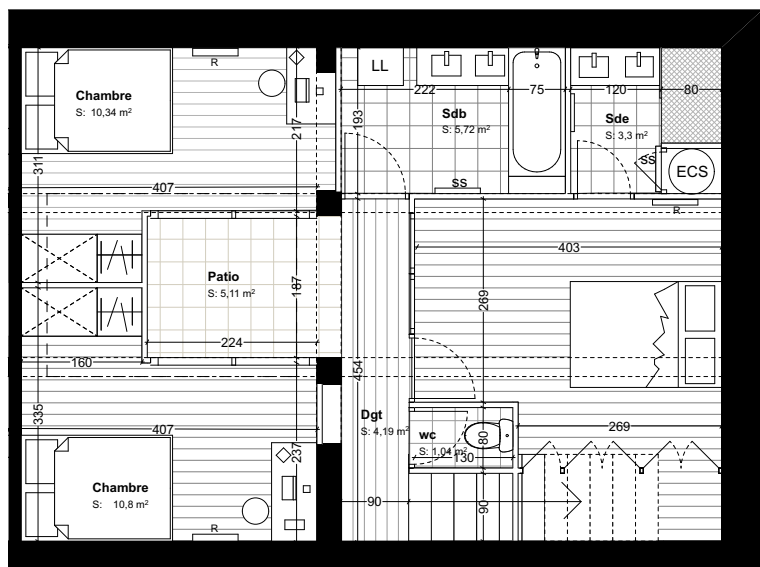 LL
R
Chambre
S: 10,34 m²
222
75
120
80
Sdb
S: 5,72 m²
Sde
S: 3,3 m²
217
193
311
SS
ECS
407
SS
R
403
Patio
S: 5,11 m²
187
269
224
160
454
335
407
Dgt
S: 4,19 m²
wc
S: 1,04 m²
80
130
269
237
Chambre
S: 10,8 m²
90
90
R